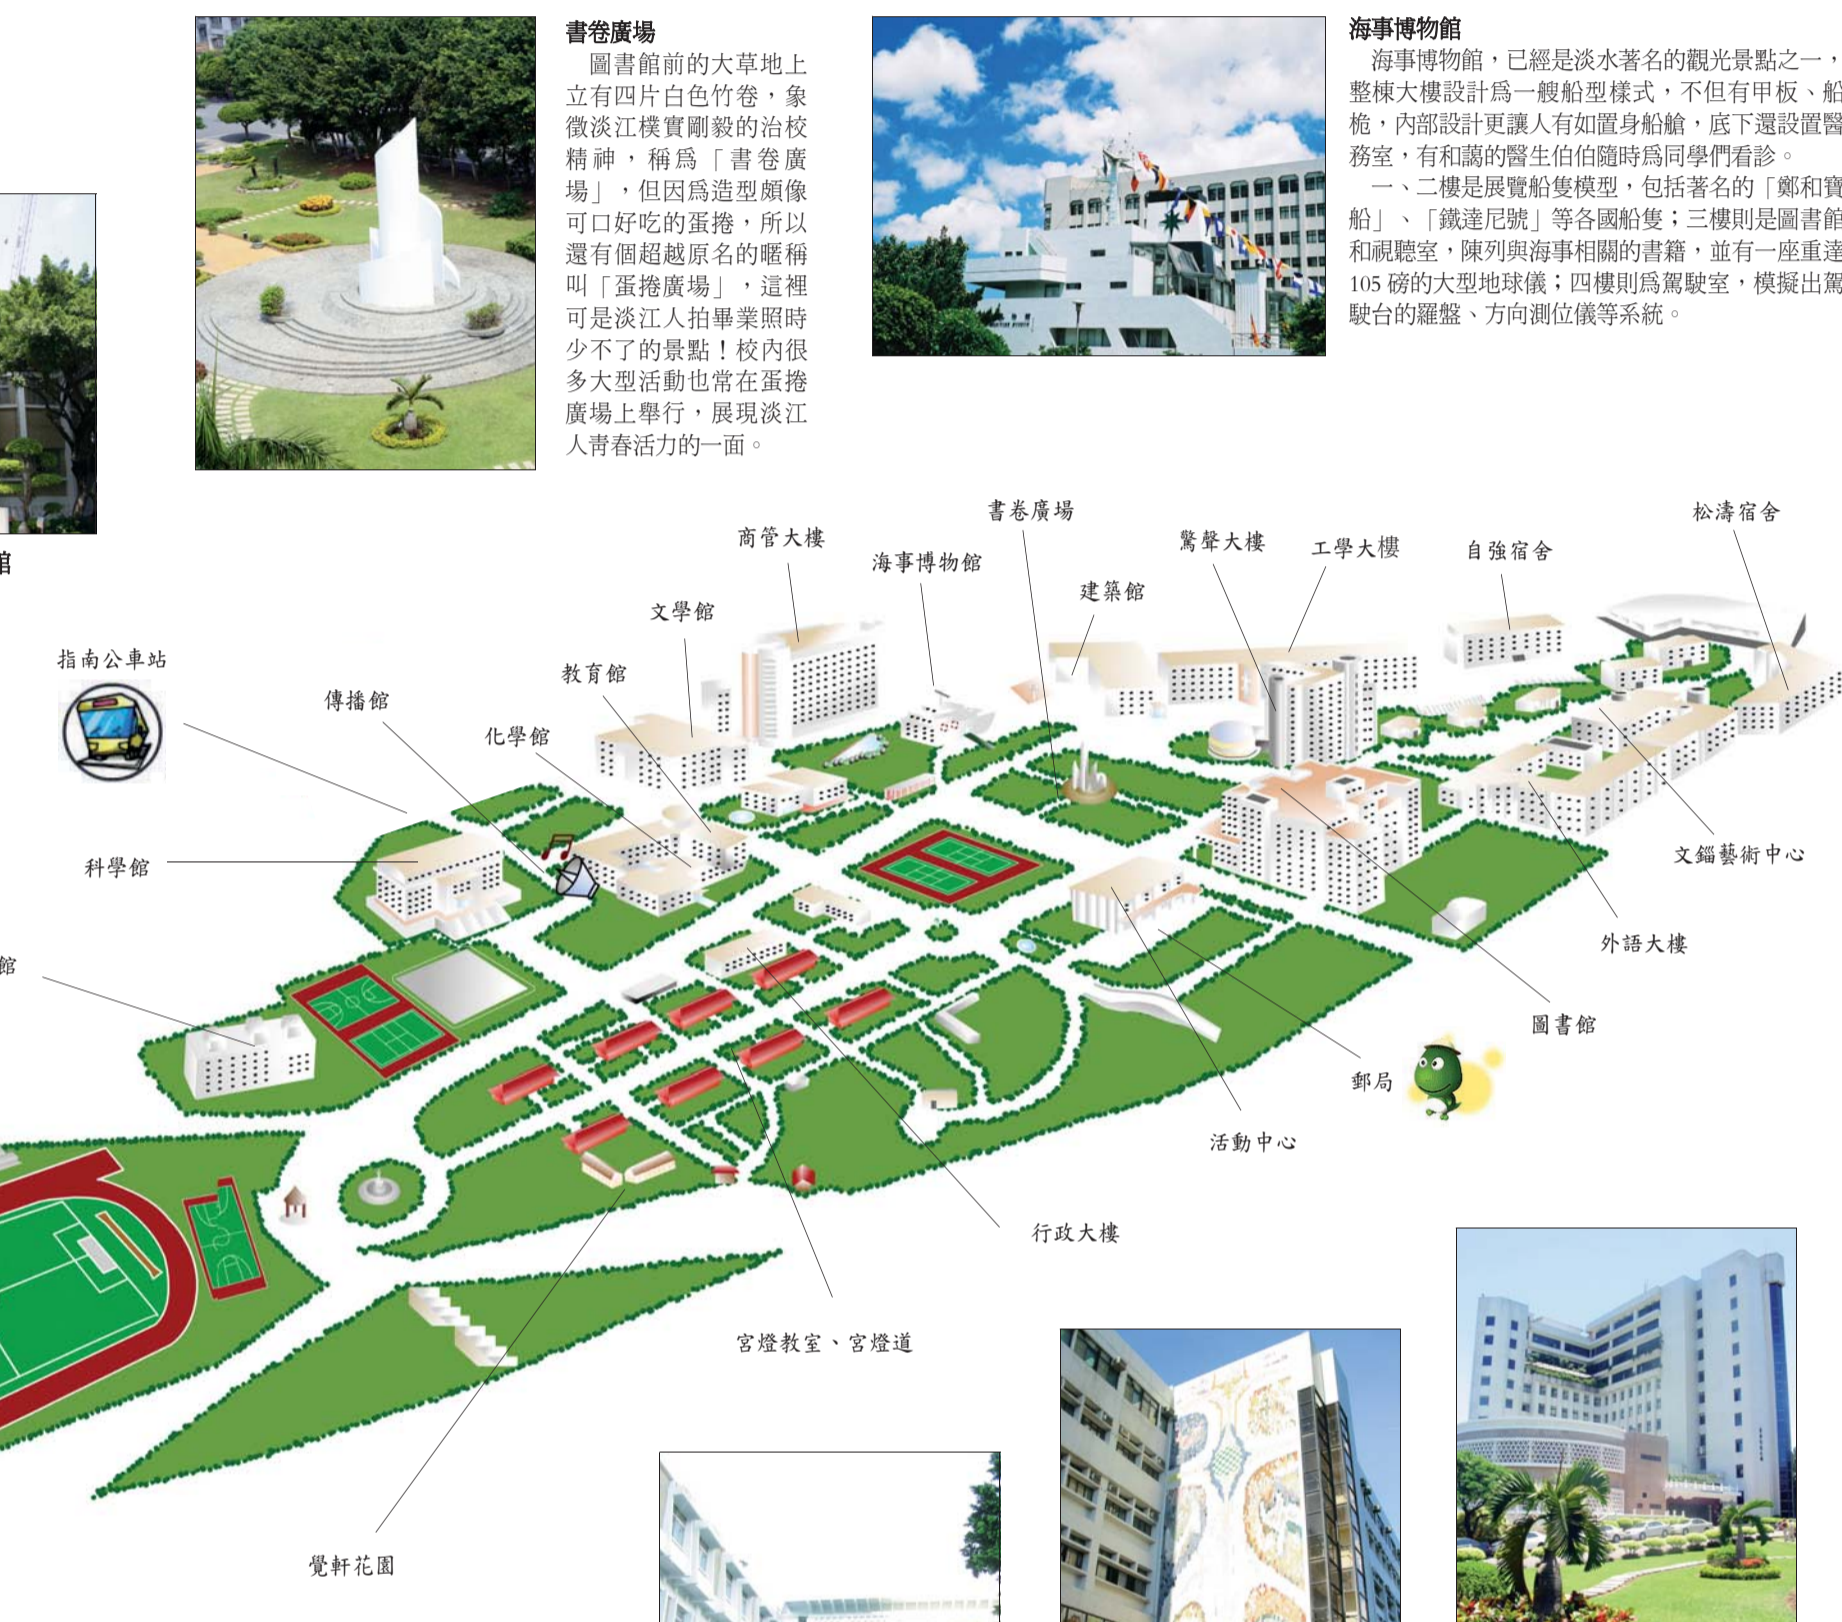 書卷廣場
圖書館前的大草地上
立有四片白色竹卷，象
徵淡江樸實剛毅的治校
精神，稱爲「書卷廣
場」，但因爲造型頗像
可口好吃的蛋捲，所以
還有個超越原名的暱稱
叫「蛋捲廣場」，這裡
可是淡江人拍畢業照時
少不了的景點！校內很
多大型活動也常在蛋捲
廣場上舉行，展現淡江
人靑春活力的一面。
海事博物館
海事博物館，已經是淡水著名的觀光景點之一，
整棟大樓設計爲一艘船型樣式，不但有甲板、船
桅，內部設計更讓人有如置身船艙，底下還設置醫
務室，有和藹的醫生伯伯隨時爲同學們看診。
一、二樓是展覽船隻模型，包括著名的「鄭和寶
船」、「鐵達尼號」等各國船隻；三樓則是圖書館
和視聽室，陳列與海事相關的書籍，並有一座重達
105 磅的大型地球儀；四樓則爲駕駛室，模擬出駕
駛台的羅盤、方向測位儀等系統。
館
書卷廣場
松濤宿舍
商管大樓
驚聲大樓
工學大樓
自強宿舍
海事博物館
建築館
文學館
指南公車站
教育館
傳播館
化學館
科學館
文錙藝術中心
外語大樓
館
圖書館
郵局
活動中心
行政大樓
宮燈教室、宮燈道
覺軒花園